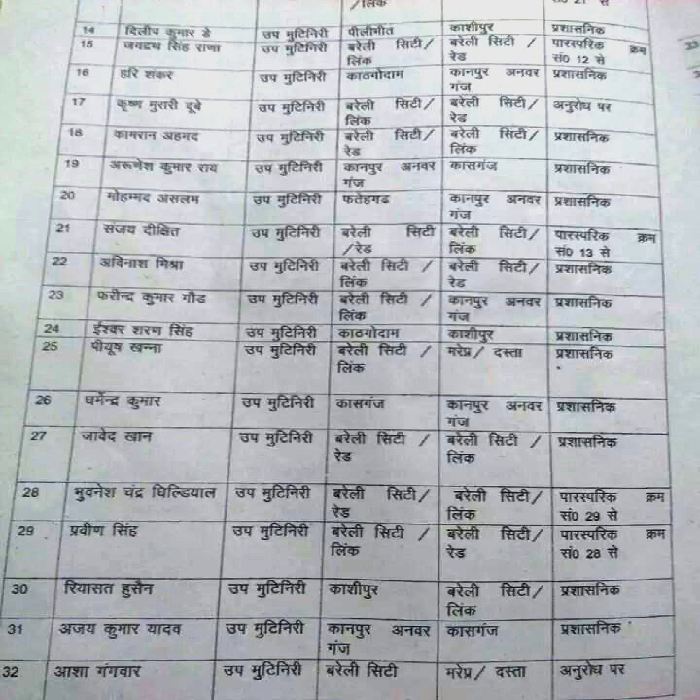 /लिंक सं0 21 से
14 दिलीप कुमार डे उप मुटिनिरी पीलीभीत काशीपुर प्रशासनिक
15 जयद्रथ सिंह राणा उप मुटिनिरी बरेली सिटी/ बरेली सिटी / पारस्परिक क्रम
लिंक रेड सं0 12 से
16 हरि शंकर उप मुटिनिरी काठगोदाम कानपुर अनवर प्रशासनिक
गंज
17 कृष्ण मुरारी दूबे उप मुटिनिरी बरेली सिटी/ बरेली सिटी/ अनुरोध पर
लिंक रेड
18 कामरान अहमद उप मुटिनिरी बरेली सिटी/ बरेली सिटी/ प्रशासनिक
रेड लिंक
19 अरूणेश कुमार राय उप मुटिनिरी कानपुर अनवर कासगंज प्रशासनिक
गंज
20 मोहम्मद असलम उप मुटिनिरी फतेहगढ कानपुर अनवर प्रशासनिक
गंज
21 संजय दीक्षित उप मुटिनिरी बरेली सिटी बरेली सिटी/ पारस्परिक क्रम
/रेड लिंक सं0 13 से
22 अविनाश मिश्रा उप मुटिनिरी बरेली सिटी / बरेली सिटी/ प्रशासनिक
लिंक रेड
23 फरीन्द्र कुमार गौड उप मुटिनिरी बरेली सिटी / कानपुर अनवर प्रशासनिक
लिंक गंज
24 ईश्वर शरण सिंह उप मुटिनिरी काठगोदाम काशीपुर प्रशासनिक
25 पीयूष खन्ना उप मुटिनिरी बरेली सिटी / मरेप्र/ दस्ता प्रशासनिक
लिंक
26 धर्मेन्द्र कुमार उप मुटिनिरी कासगंज कानपुर अनवर प्रशासनिक
गंज
27 जावेद खान उप मुटिनिरी बरेली सिटी / बरेली सिटी / प्रशासनिक
रेड लिंक
28 भुवनेश चंद्र घिल्डियाल उप मुटिनिरी बरेली सिटी/ बरेली सिटी/ पारस्परिक क्रम
रेड लिंक सं0 29 से
29 प्रवीण सिंह उप मुटिनिरी बरेली सिटी / बरेली सिटी/ पारस्परिक क्रम
लिंक रेड सं0 28 से
30 रियासत हुसैन उप मुटिनिरी काशीपुर बरेली सिटी/ प्रशासनिक
लिंक
31 अजय कुमार यादव उप मुटिनिरी कानपुर अनवर कासगंज प्रशासनिक
गंज
32 आशा गंगवार उप मुटिनिरी बरेली सिटी मरेप्र/ दस्ता अनुरोध पर